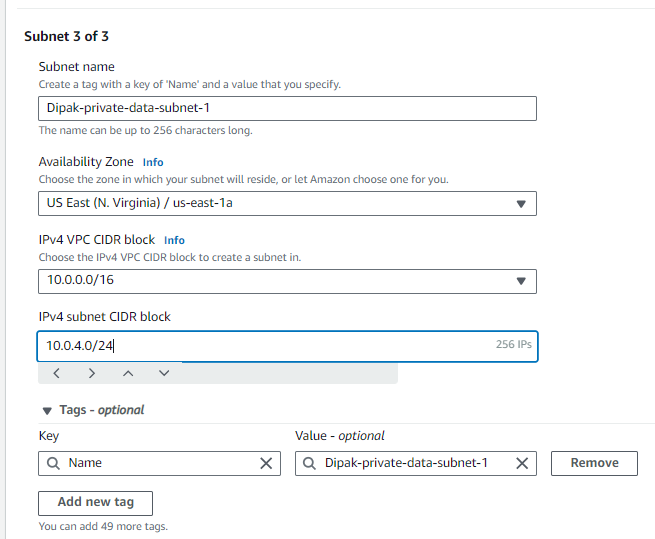 Subnet 3 of 3
Subnet name
Create a tag with a key of 'Name' and a value that you specify.
Dipak-private-data-subnet-1
The name can be up to 256 characters long.
Availability Zone Info
Choose the zone in which your subnet will reside, or let Amazon choose one for you.
US East (N. Virginia) / us-east-1a
IPv4 VPC CIDR block Info
Choose the IPv4 VPC CIDR block to create a subnet in.
10.0.0.0/16
IPv4 subnet CIDR block
10.0.4.0/24 256 IPs
Tags - optional
Key Value - optional
Name Dipak-private-data-subnet-1 Remove
Add new tag
You can add 49 more tags.